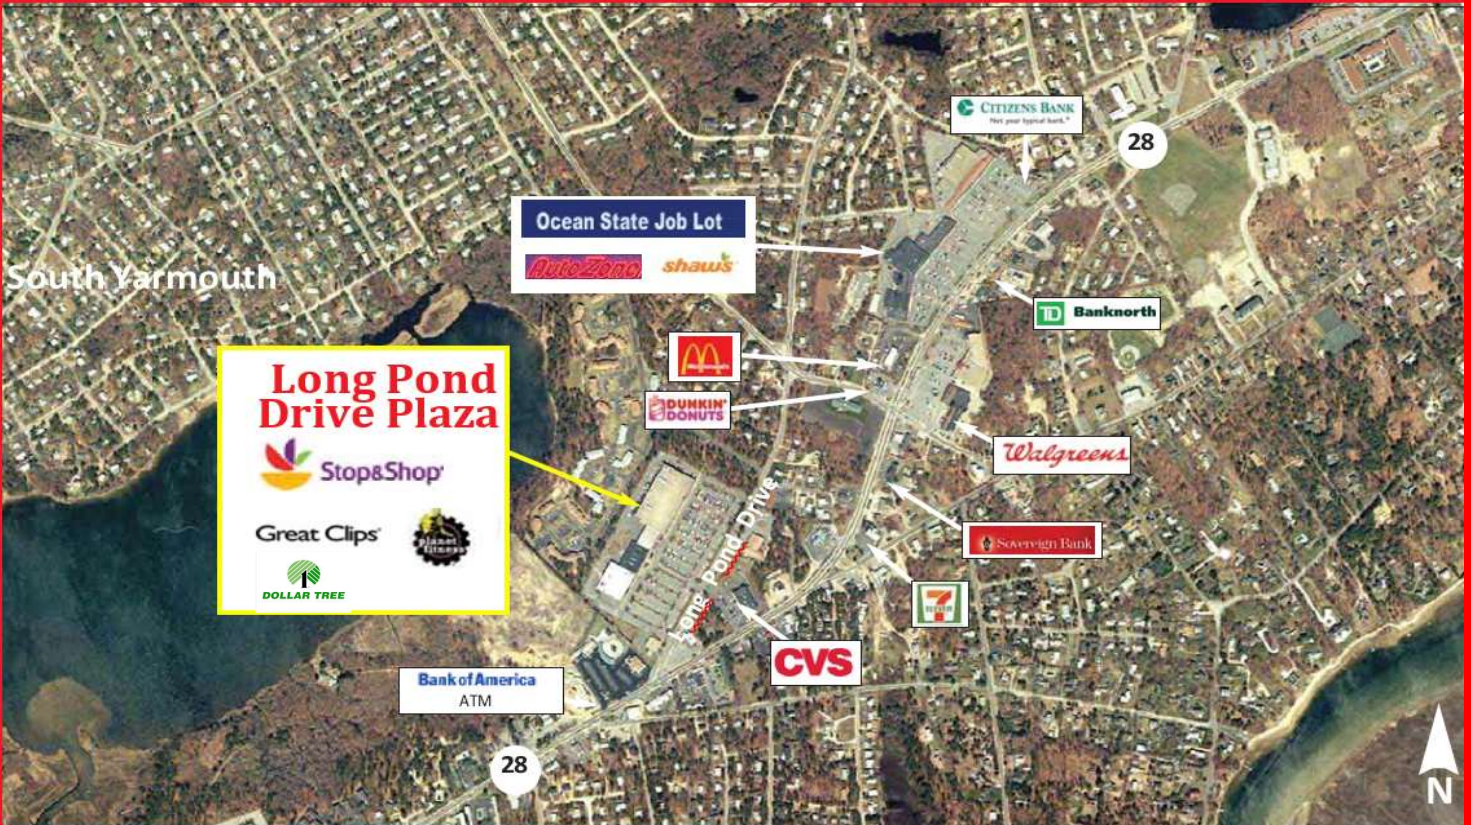 CITIZENS BANK
Not your typical bank.®
28
Ocean State Job Lot
AutoZone
shaw's
South Yarmouth
TD Banknorth
McDonald's
DUNKIN'
DONUTS
Long Pond
Drive Plaza
Stop&Shop
Great Clips
planet
fitness
DOLLAR TREE
Walgreens
Long Pond Drive
Sovereign Bank
7
ELEVEN
CVS
Bank of America
ATM
28
N